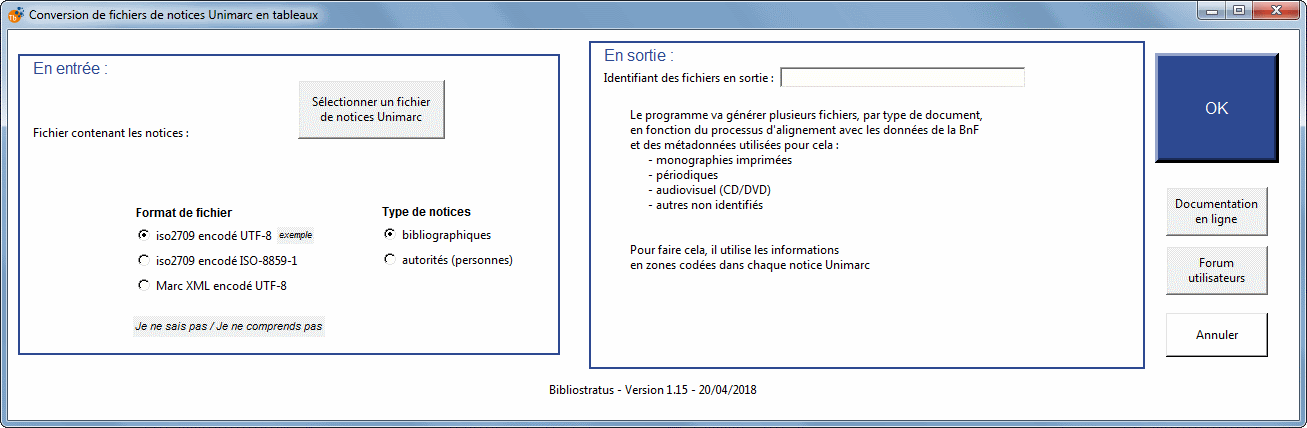 Conversion de fichiers de notices Unimarc en tableaux
En entrée :
Sélectionner un fichier
de notices Unimarc
Fichier contenant les notices :
Format de fichier
iso2709 encodé UTF-8 exemple
iso2709 encodé ISO-8859-1
Marc XML encodé UTF-8
Je ne sais pas / Je ne comprends pas
Type de notices
bibliographiques
autorités (personnes)
En sortie :
Identifiant des fichiers en sortie :
Le programme va générer plusieurs fichiers, par type de document,
en fonction du processus d'alignement avec les données de la BnF
et des métadonnées utilisées pour cela :
- monographies imprimées
- périodiques
- audiovisuel (CD/DVD)
- autres non identifiés
Pour faire cela, il utilise les informations
en zones codées dans chaque notice Unimarc
OK
Documentation
en ligne
Forum
utilisateurs
Annuler
Bibliostratus - Version 1.15 - 20/04/2018